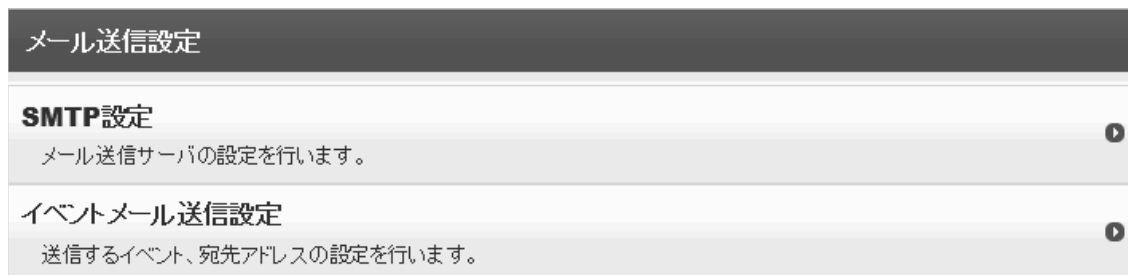 メール送信設定
SMTP設定
メール送信サーバの設定を行います。
イベントメール送信設定
送信するイベント、宛先アドレスの設定を行います。